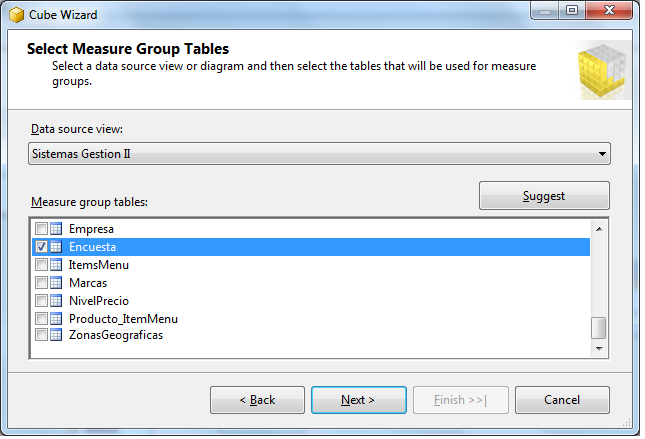 Cube Wizard
Select Measure Group Tables
Select a data source view or diagram and then select the tables that will be used for measure
groups.
Data source view:
Sistemas Gestion II
Measure group tables:
Suggest
Empresa
Encuesta
ItemsMenu
Marcas
NivelPrecio
Producto_ItemMenu
ZonasGeograficas
< Back
Next >
Finish >>|
Cancel